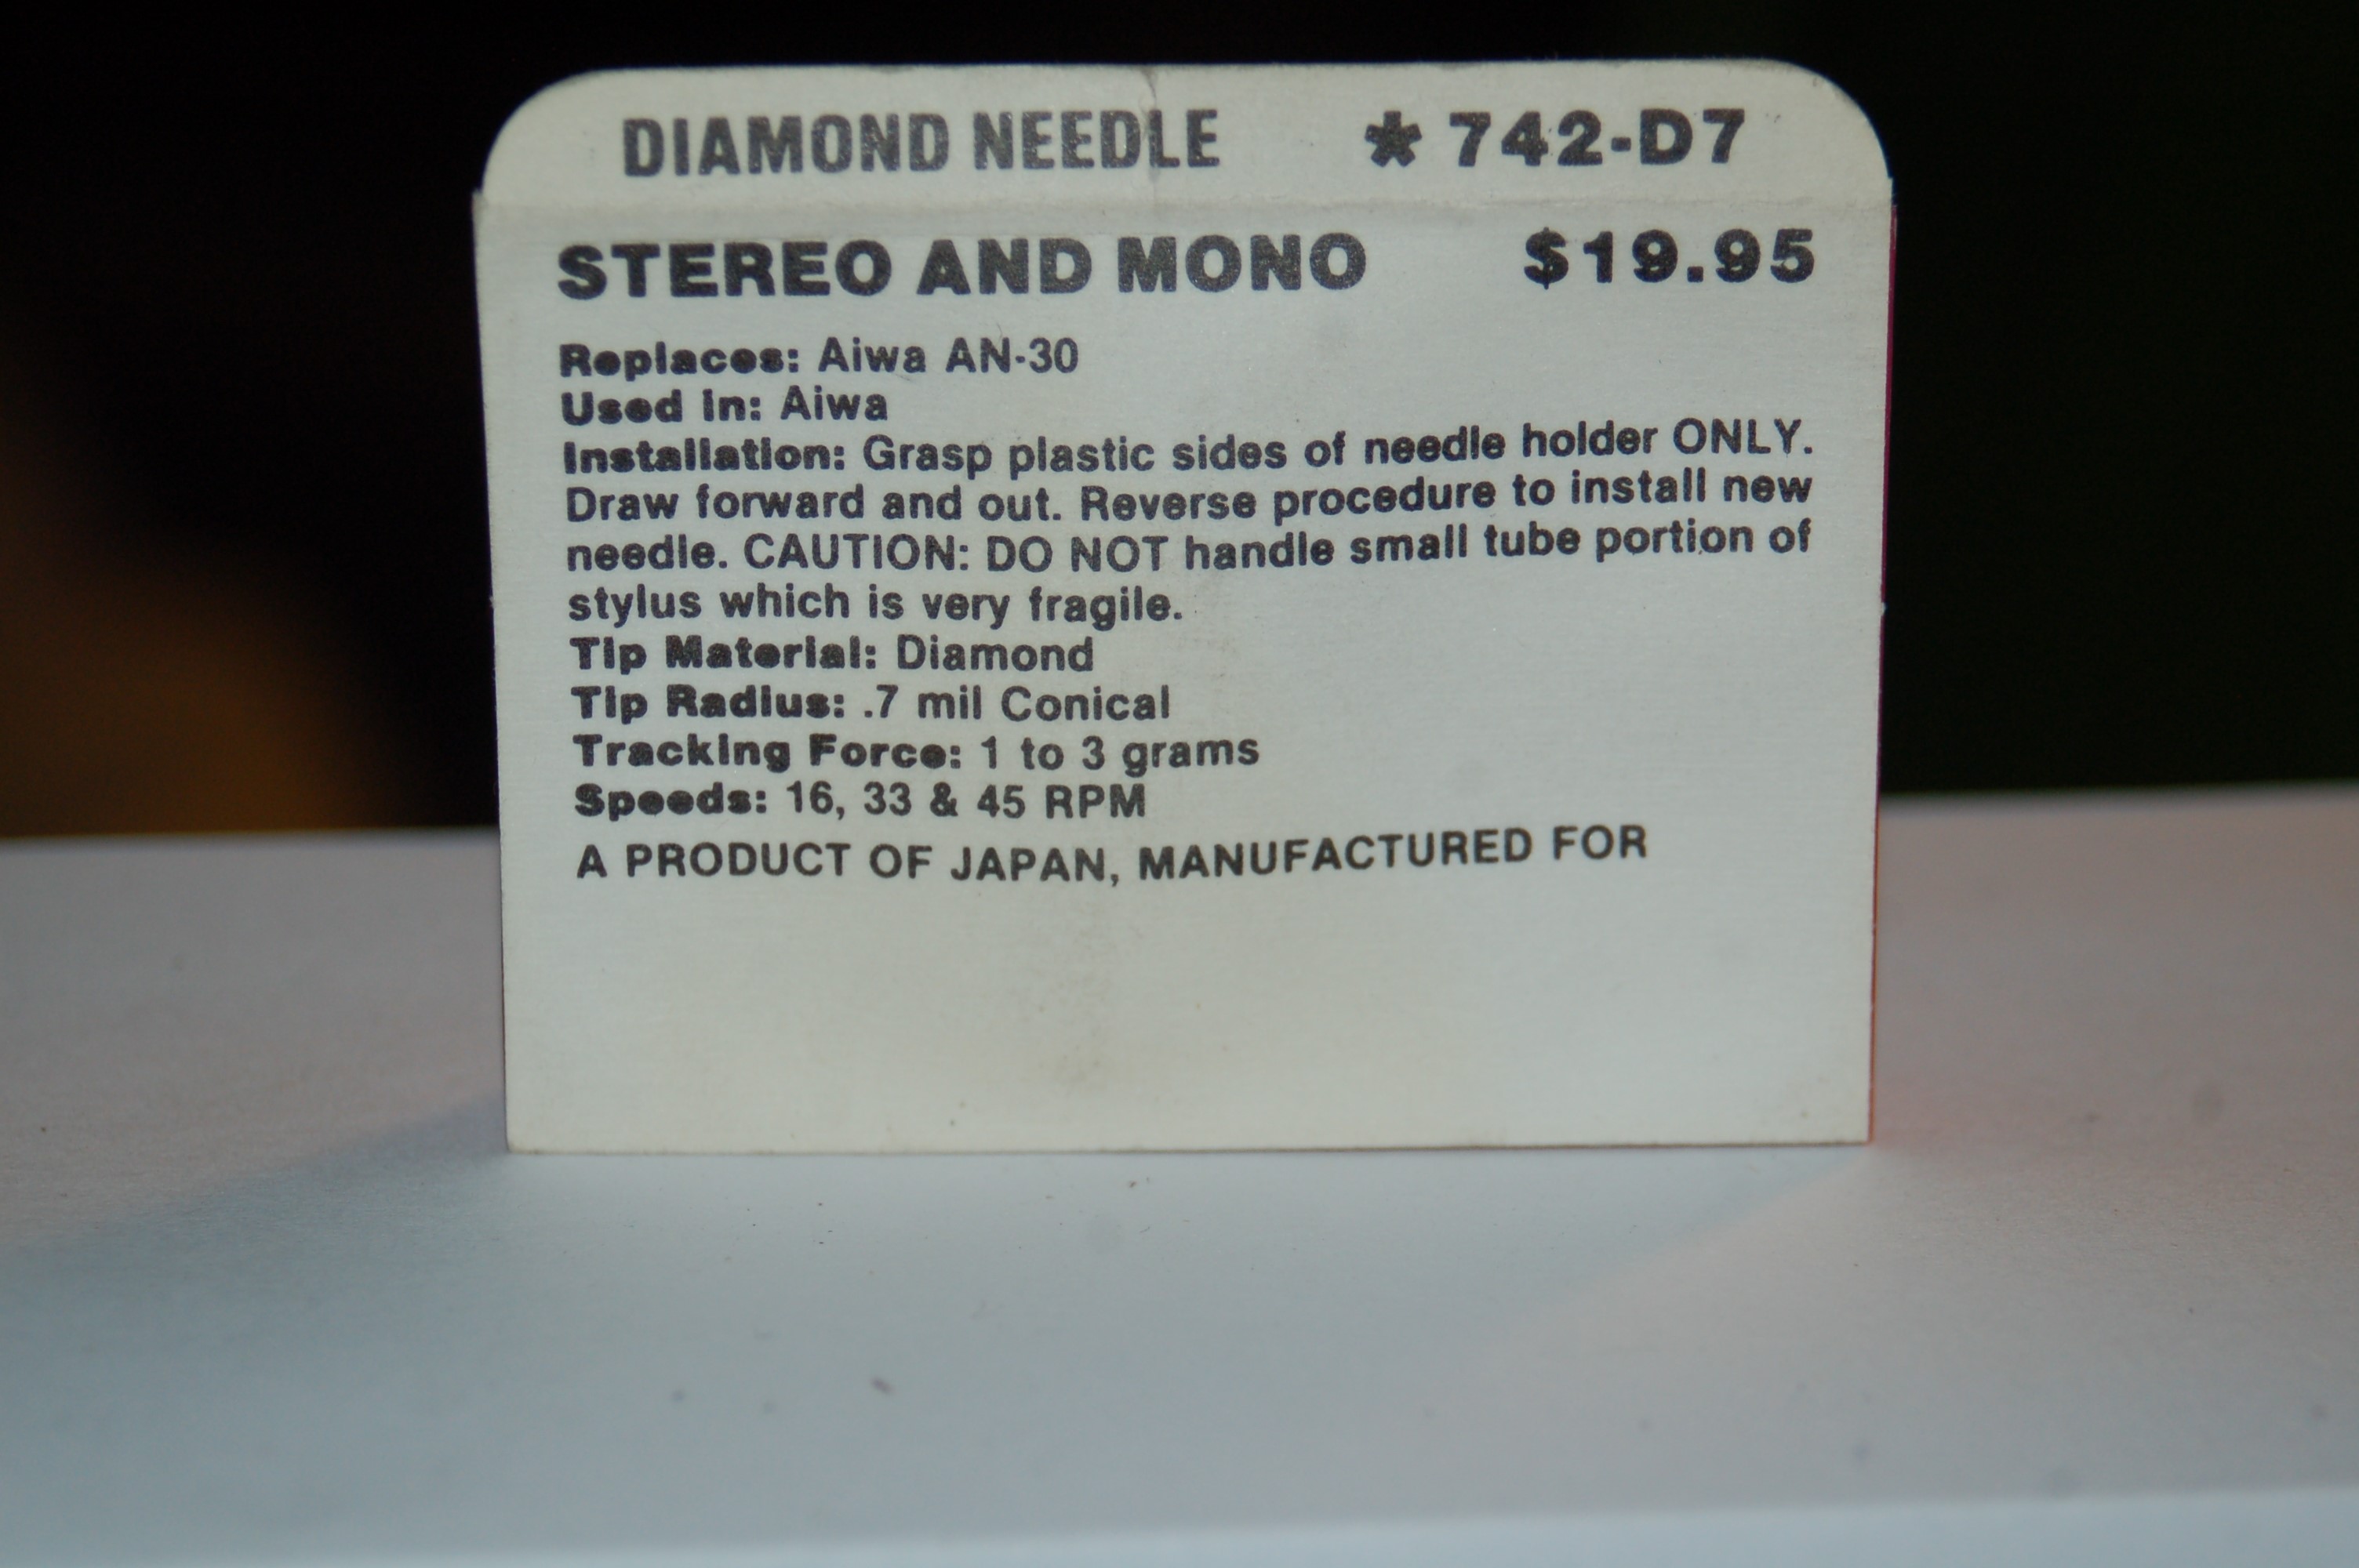 DIAMOND NEEDLE * 742-D7
STEREO AND MONO $19.95
Replaces: Aiwa AN-30
Used In: Aiwa
Installation: Grasp plastic sides of needle holder ONLY.
Draw forward and out. Reverse procedure to install new
needle. CAUTION: DO NOT handle small tube portion of
stylus which is very fragile.
Tip Material: Diamond
Tip Radius: .7 mil Conical
Tracking Force: 1 to 3 grams
Speeds: 16, 33 & 45 RPM
A PRODUCT OF JAPAN, MANUFACTURED FOR